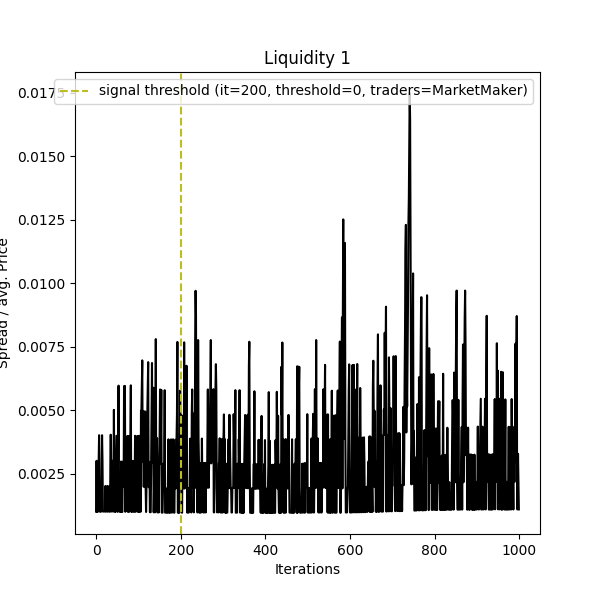 Liquidity 1
signal threshold (it=200, threshold=0, traders=MarketMaker)
0.0175
0.0150
0.0125
0.0100
0.0075
0.0050
0.0025
Spread / avg. Price
0 200 400 600 800 1000
Iterations